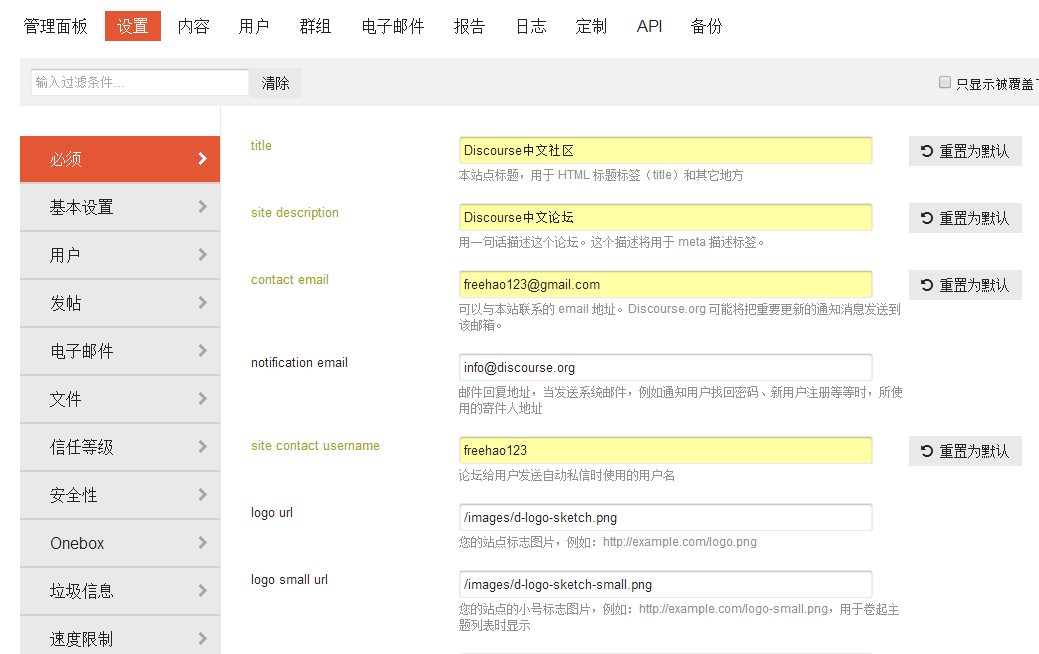 管理面板 设置 内容 用户 群组 电子邮件 报告 日志 定制 API 备份
输入过滤条件... 清除 只显示被覆盖
必须
基本设置
用户
发帖
电子邮件
文件
信任等级
安全性
Onebox
垃圾信息
速度限制
title Discourse中文社区 重置为默认
本站点标题，用于 HTML 标题标签（title）和其它地方
site description Discourse中文论坛 重置为默认
用一句话描述这个论坛。这个描述将用于 meta 描述标签。
contact email freehao123@gmail.com 重置为默认
可以与本站联系的 email 地址。Discourse.org 可能将把重要更新的通知消息发送到
该邮箱。
notification email info@discourse.org
邮件回复地址，当发送系统邮件，例如通知用户找回密码、新用户注册等等时，所使
用的寄件人地址
site contact username freehao123 重置为默认
论坛给用户发送自动私信时使用的用户名
logo url /images/d-logo-sketch.png
您的站点标志图片，例如：http://example.com/logo.png
logo small url /images/d-logo-sketch-small.png
您的站点的小号标志图片，例如：http://example.com/logo-small.png，用于卷起主
题列表时显示